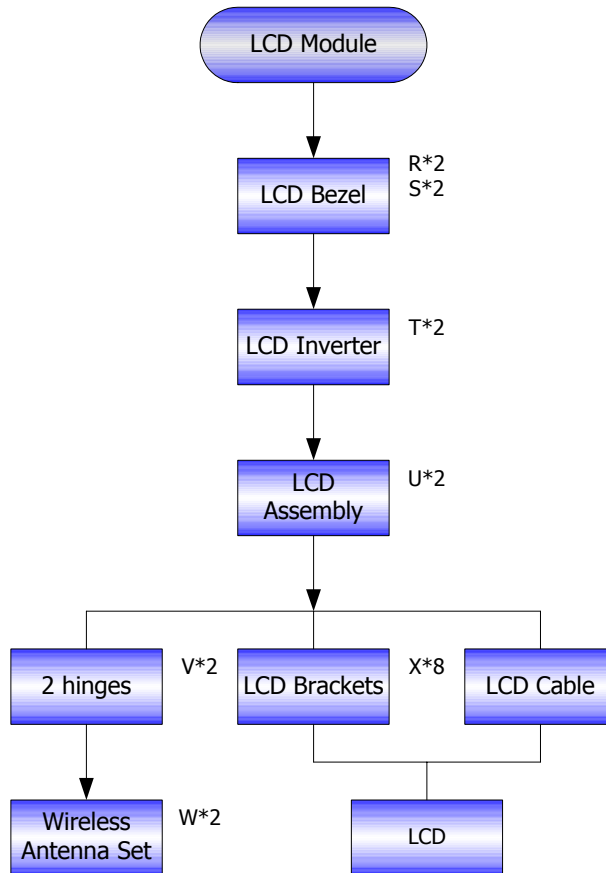 LCD Module
R*2
S*2
LCD Bezel
T*2
LCD Inverter
U*2
LCD
Assembly
2 hinges
V*2
LCD Brackets
X*8
LCD Cable
Wireless
Antenna Set
W*2
LCD